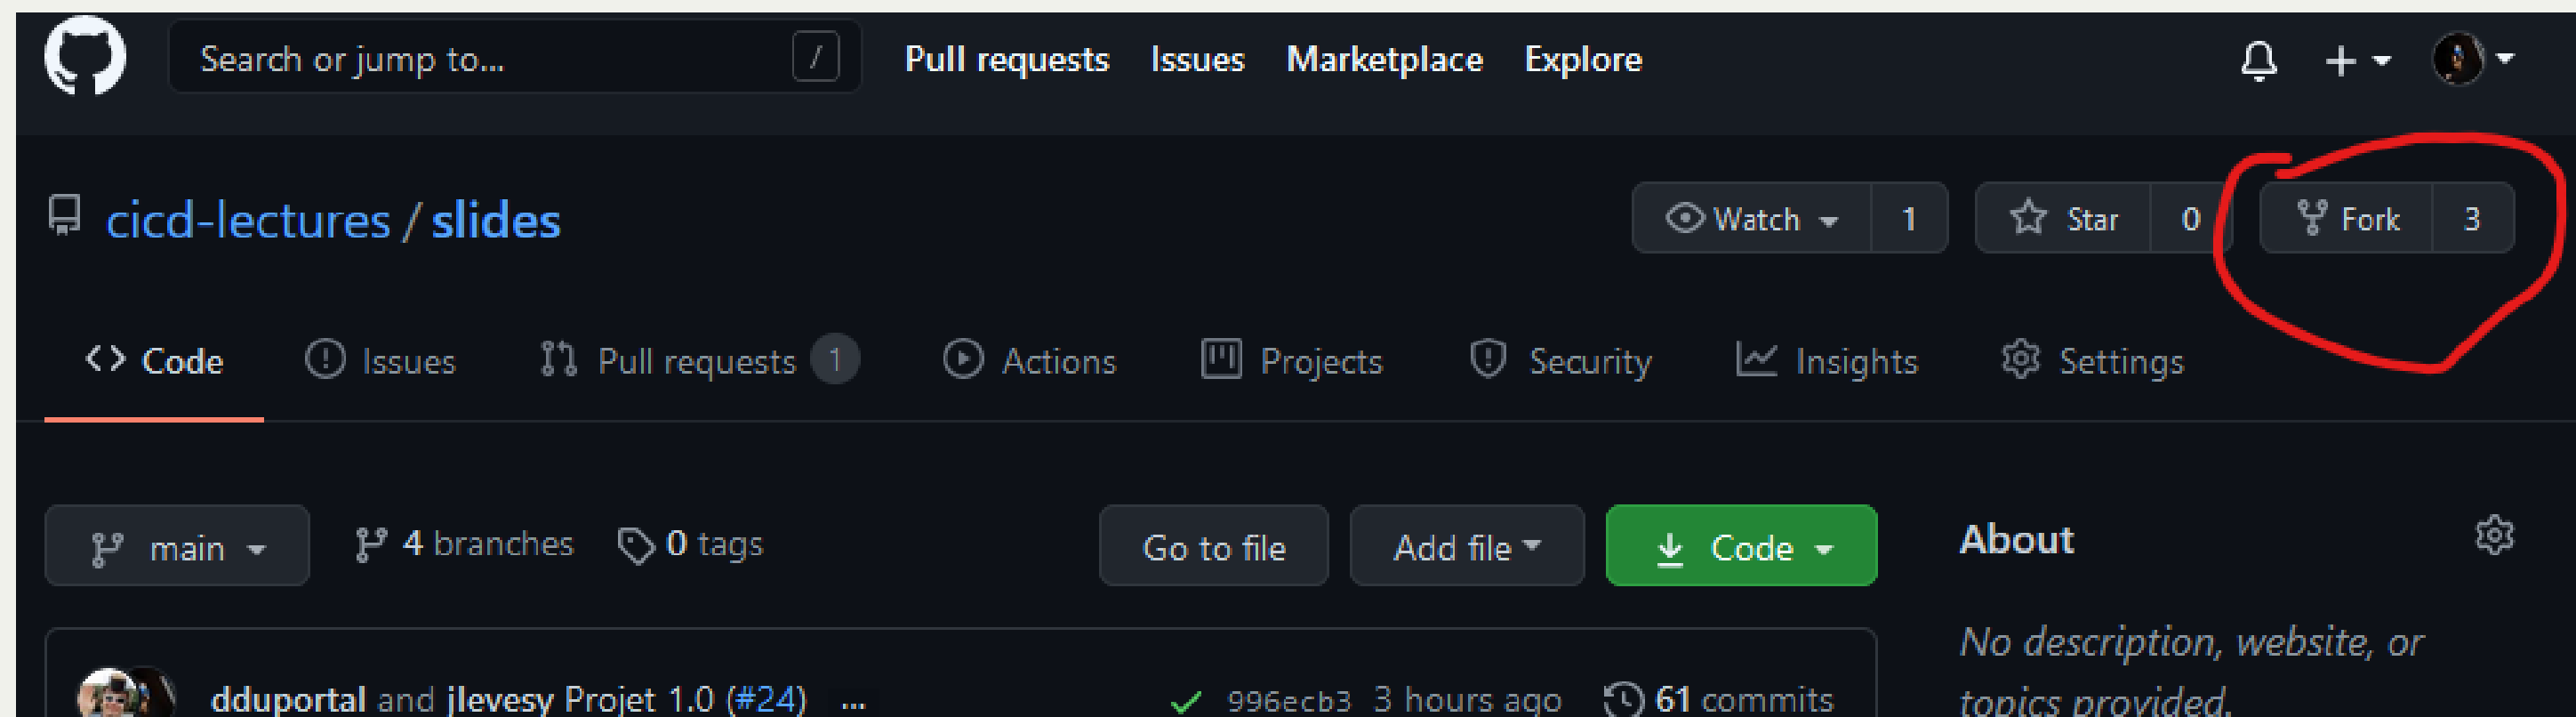 Search or jump to... / Pull requests Issues Marketplace Explore
cicd-lectures / slides Watch 1 Star 0 Fork 3
Code Issues Pull requests 1 Actions Projects Security Insights Settings
main 4 branches 0 tags Go to file Add file Code About
No description, website, or
dduportal and jlevesy Projet 1.0 (#24) ... 996ecb3 3 hours ago 61 commits topics provided.